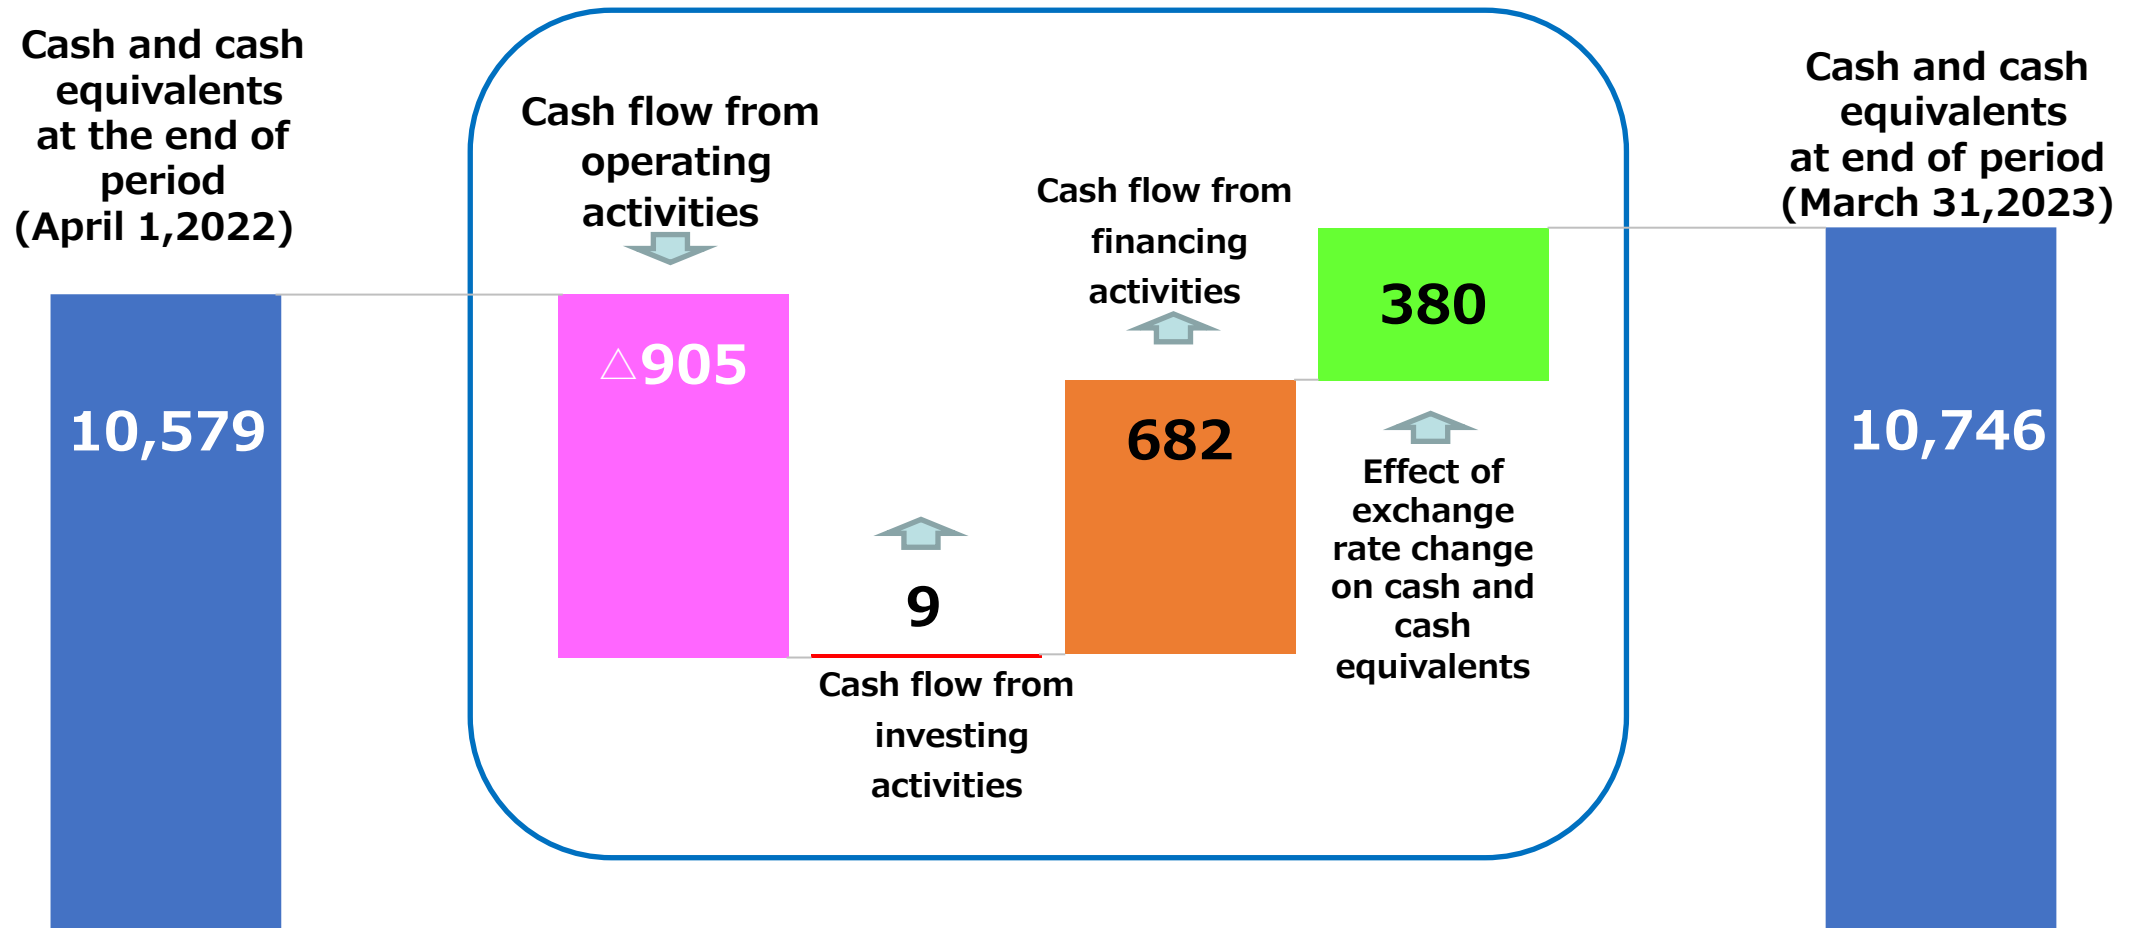 Cash and cash
equivalents
at the end of
period
(April 1,2022)
10,579
Cash flow from
operating
activities
△905
9
Cash flow from
investing
activities
Cash flow from
financing
activities
682
380
Effect of
exchange
rate change
on cash and
cash
equivalents
Cash and cash
equivalents
at end of period
(March 31,2023)
10,746